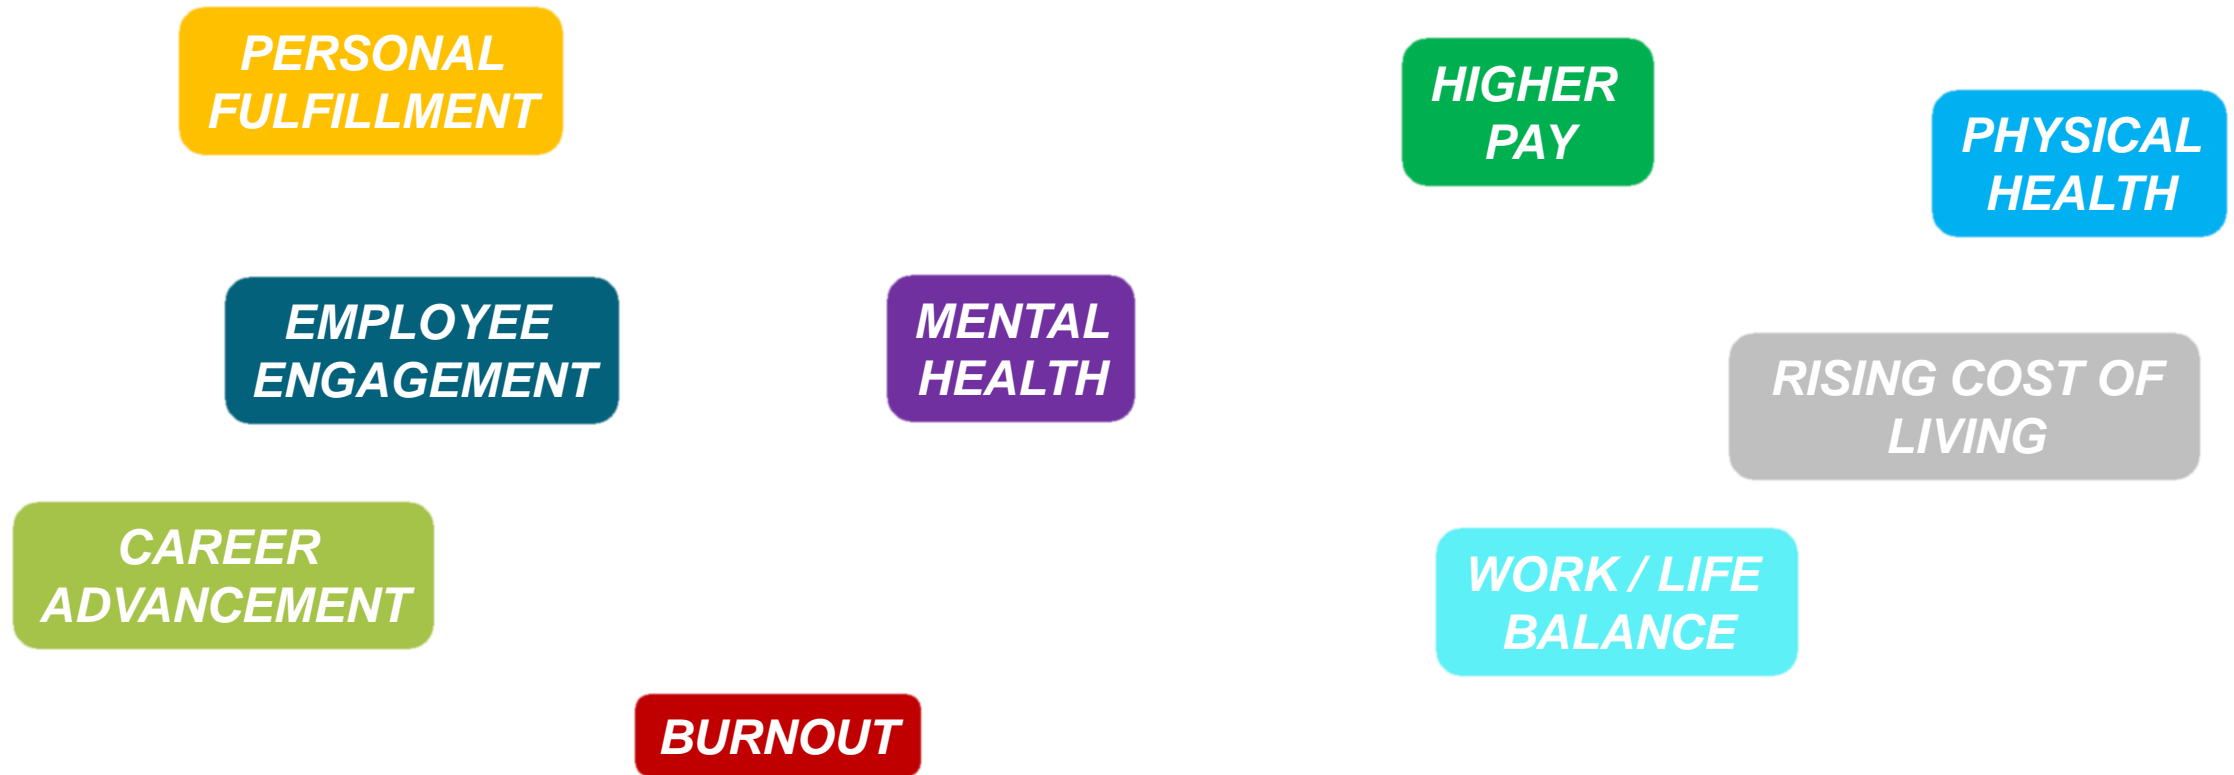 PERSONAL
FULFILLMENT
HIGHER
PAY
PHYSICAL
HEALTH
EMPLOYEE
ENGAGEMENT
MENTAL
HEALTH
RISING COST OF
LIVING
CAREER
ADVANCEMENT
WORK / LIFE
BALANCE
BURNOUT